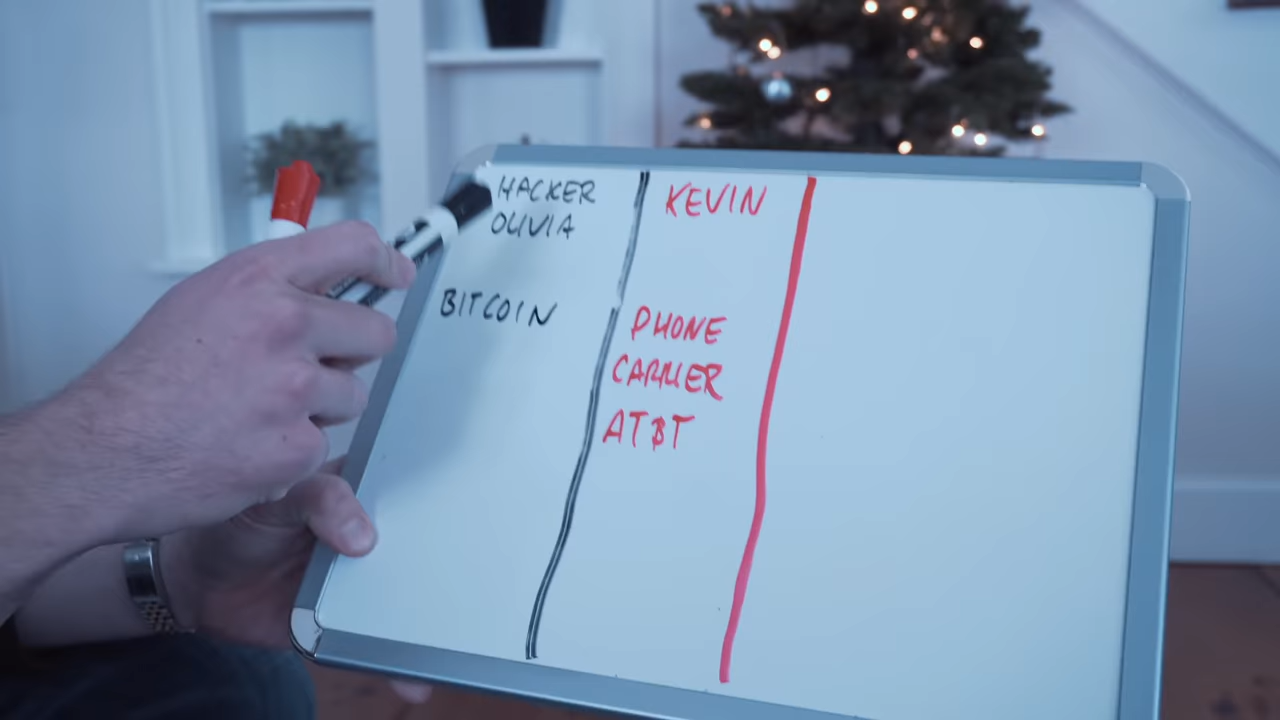 HACKER
OLIVIA
BITCOIN
KEVIN
PHONE
CARRIER
AT&T